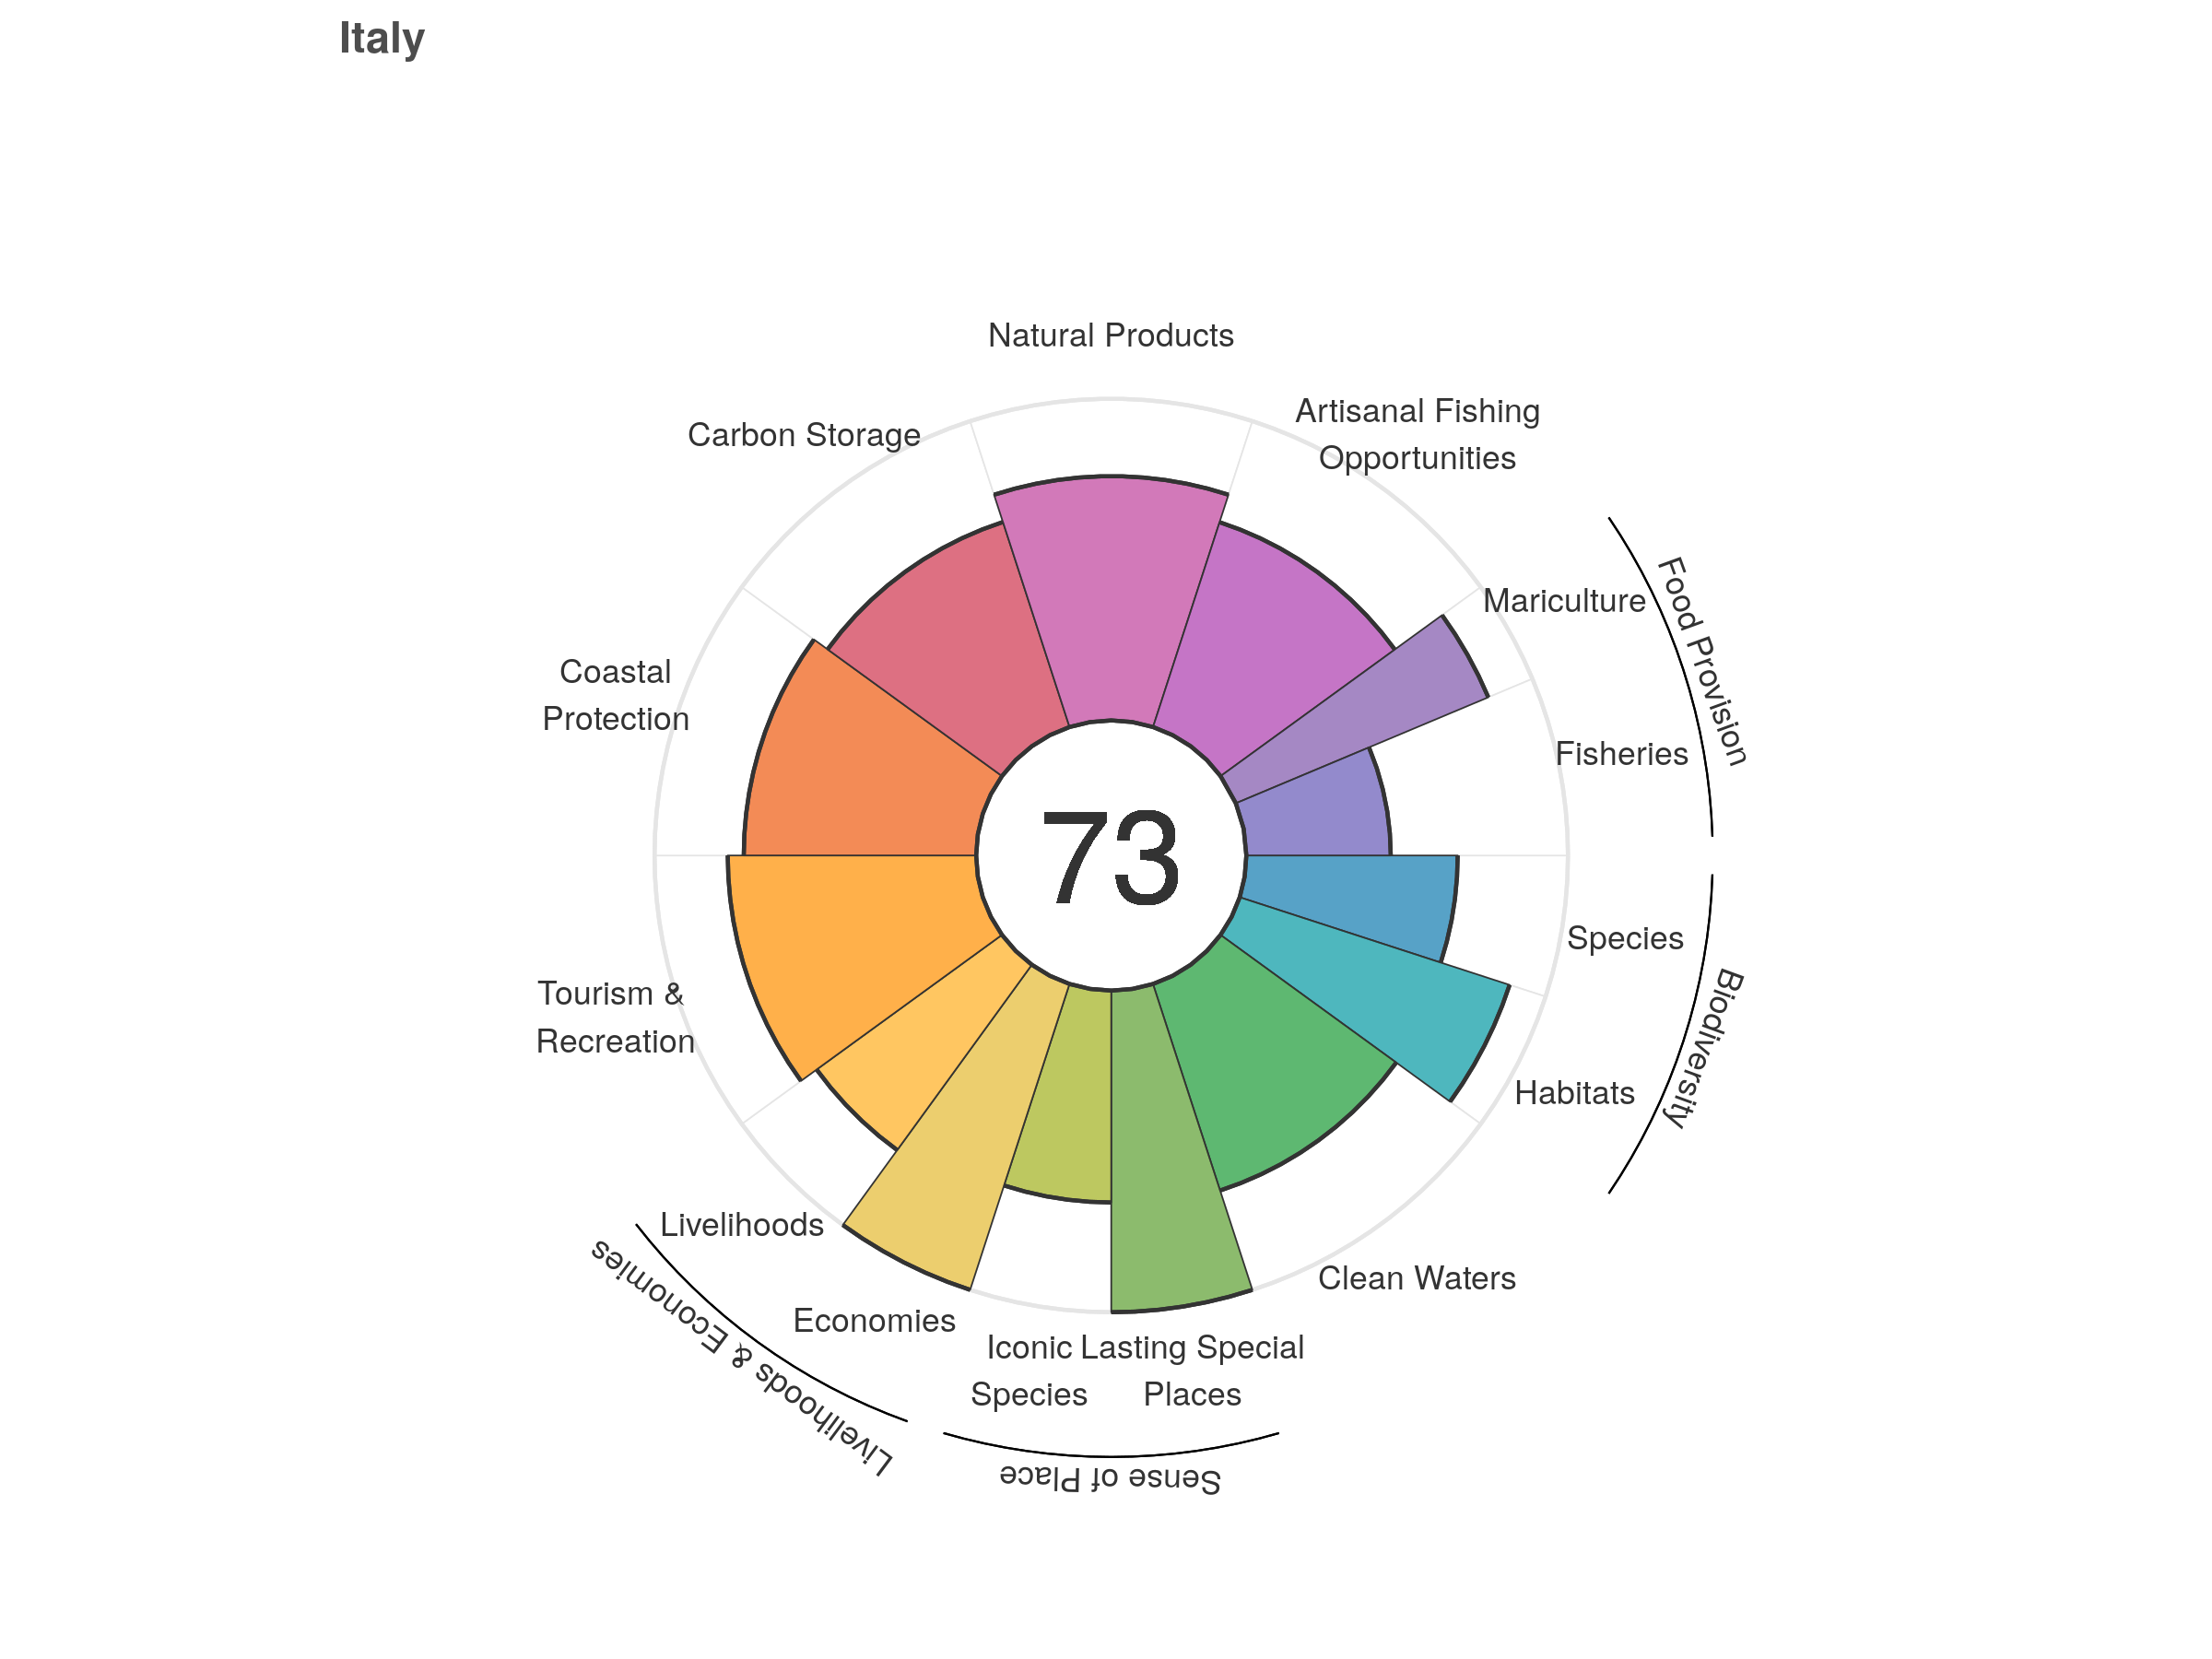 Italy
Natural Products
Artisanal Fishing
Opportunities
Carbon Storage
Mariculture
Food Provision
Coastal
Protection
Fisheries
73
Species
Biodiversity
Tourism &
Recreation
Habitats
Livelihoods
Clean Waters
Economies
Livelihoods & Economies
Iconic
Species
Lasting Special
Places
Sense of Place